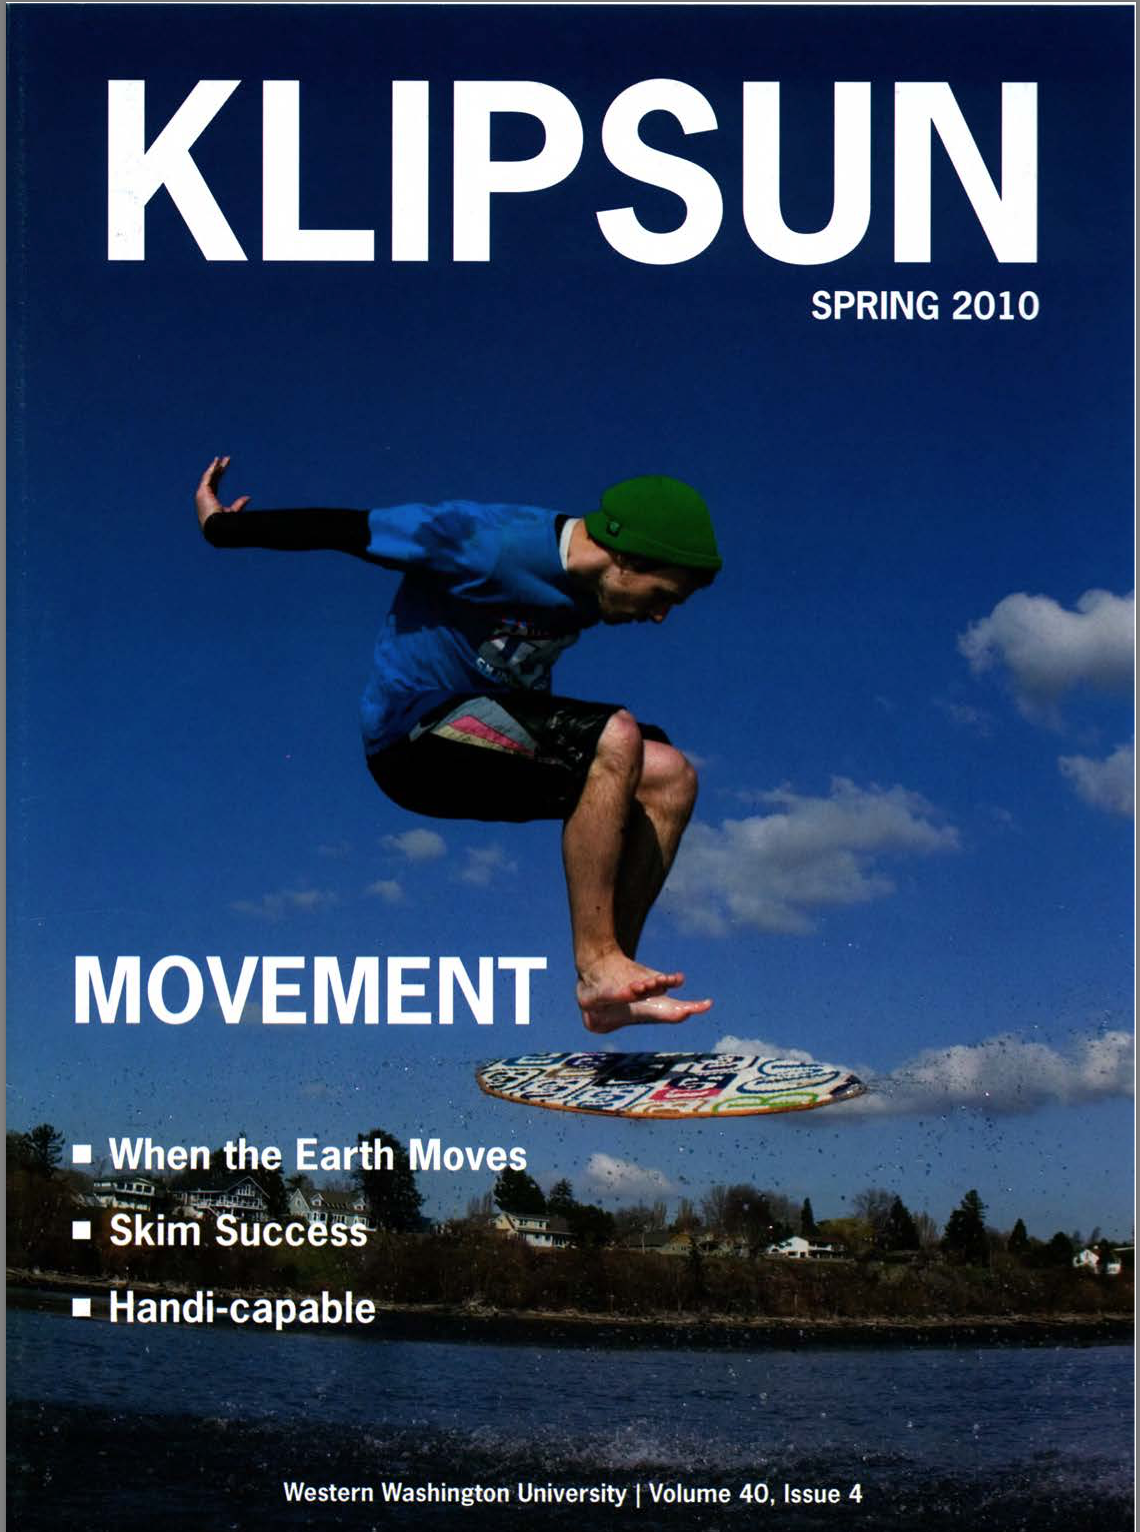 KLIPSUN
SPRING 2010
MOVEMENT
■ When the Earth Moves
■ Skim Success
■ Handi-capable
Western Washington University | Volume 40, Issue 4